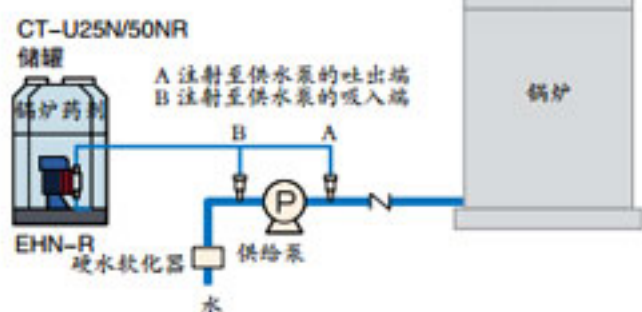 CT-U25N/50NR
储罐
A 注射至供水泵的吐出端
B 注射至供水泵的吸入端
锅炉
锅炉药剂
B
A
P
EHN-R
供给泵
硬水软化器
水